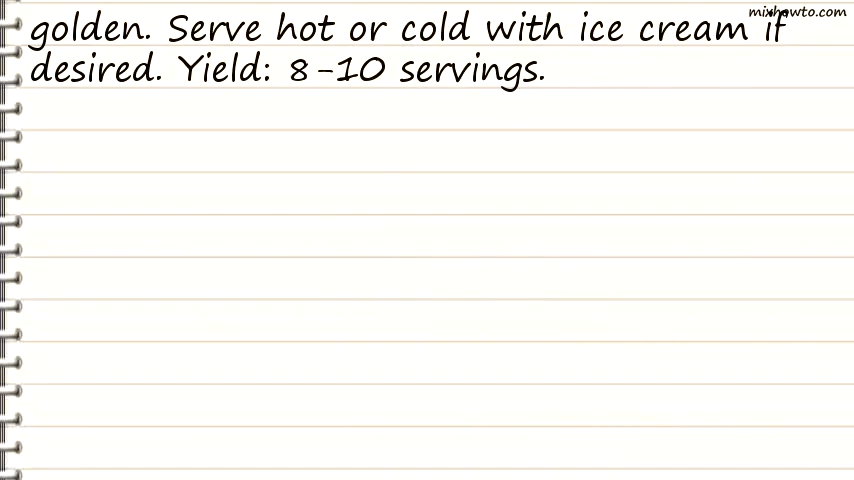 mixhowto.com
golden. Serve hot or cold with ice cream if
desired. Yield: 8-10 servings.